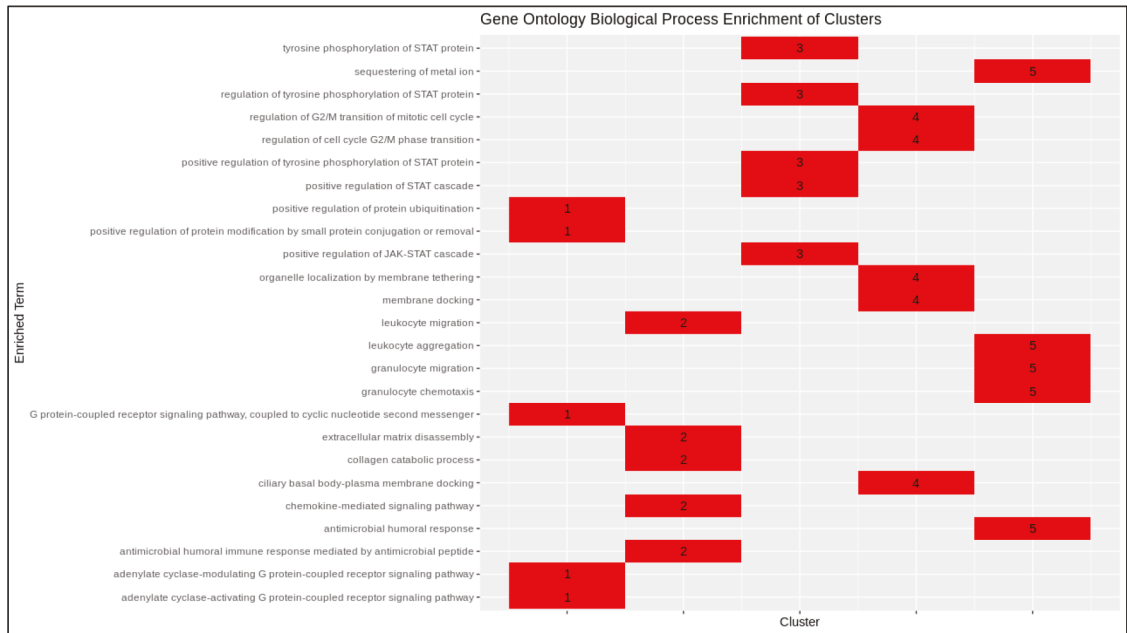 Gene Ontology Biological Process Enrichment of Clusters
tyrosine phosphorylation of STAT protein 3
sequestering of metal ion 5
regulation of tyrosine phosphorylation of STAT protein 3
regulation of G2/M transition of mitotic cell cycle 4
regulation of cell cycle G2/M phase transition 4
positive regulation of tyrosine phosphorylation of STAT protein 3
positive regulation of STAT cascade 3
positive regulation of protein ubiquitination 1
positive regulation of protein modification by small protein conjugation or removal 1
positive regulation of JAK-STAT cascade 3
organelle localization by membrane tethering 4
membrane docking 4
leukocyte migration 2
leukocyte aggregation 5
granulocyte migration 5
granulocyte chemotaxis 5
G protein-coupled receptor signaling pathway, coupled to cyclic nucleotide second messenger 1
extracellular matrix disassembly 2
collagen catabolic process 2
ciliary basal body-plasma membrane docking 4
chemokine-mediated signaling pathway 2
antimicrobial humoral response 5
antimicrobial humoral immune response mediated by antimicrobial peptide 2
adenylate cyclase-modulating G protein-coupled receptor signaling pathway 1
adenylate cyclase-activating G protein-coupled receptor signaling pathway 1
Enriched Term
Cluster